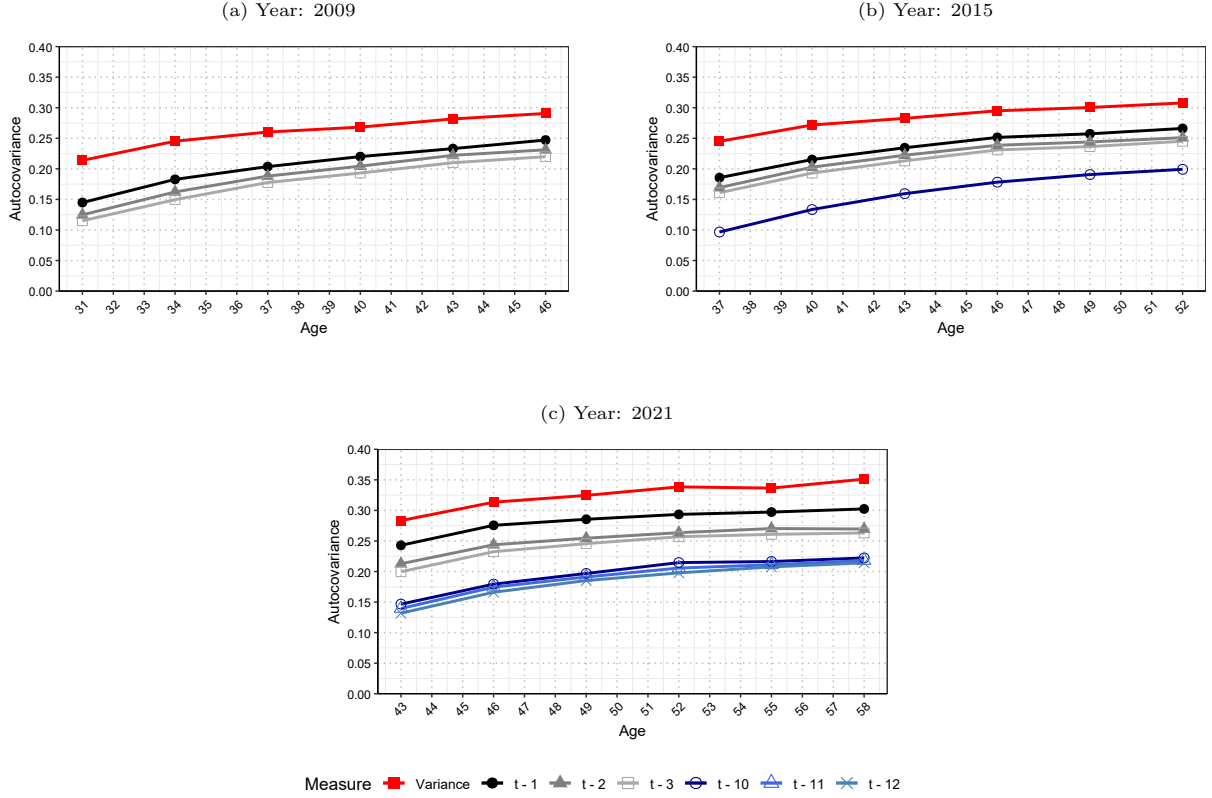 (a) Year: 2009
Autocovariance
0.40
0.35
0.30
0.25
0.20
0.15
0.10
0.05
0.00
31 32 33 34 35 36 37 38 39 40 41 42 43 44 45 46
Age
(b) Year: 2015
Autocovariance
0.40
0.35
0.30
0.25
0.20
0.15
0.10
0.05
0.00
37 38 39 40 41 42 43 44 45 46 47 48 49 50 51 52
Age
(c) Year: 2021
Autocovariance
0.40
0.35
0.30
0.25
0.20
0.15
0.10
0.05
0.00
43 44 45 46 47 48 49 50 51 52 53 54 55 56 57 58
Age
Measure Variance t - 1 t - 2 t - 3 t - 10 t - 11 t - 12